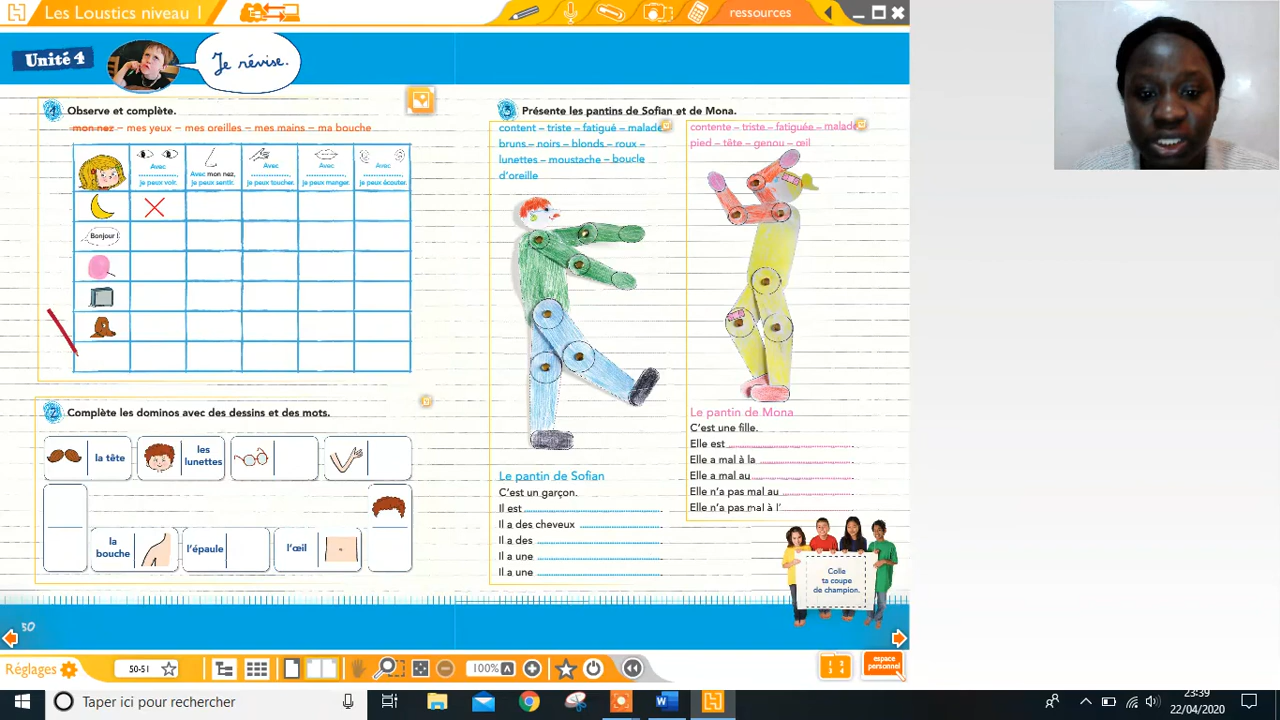 Les Loustics niveau 1
ressources
Unité 4
Je révise.
Observe et complète.
mon nez – mes yeux – mes oreilles – mes mains – ma bouche
Avec
je peux voir.
Avec mon nez,
je peux sentir.
Avec
je peux toucher.
Avec
je peux manger.
Avec
je peux écouter.
Bonjour !
2 Complète les dominos avec des dessins et des mots.
la tête
les
lunettes
la
bouche
l'épaule
l'œil
3 Présente les pantins de Sofian et de Mona.
content – triste – fatigué – malade
bruns – noirs – blonds – roux –
lunettes – moustache – boucle
d'oreille
Le pantin de Sofian
C'est un garçon.
Il est
Il a des cheveux
Il a des
Il a une
Il a une
contente – triste – fatiguée – malade
pied – tête – genou – œil
Le pantin de Mona
C'est une fille.
Elle est
Elle a mal à la
Elle a mal au
Elle n'a pas mal au
Elle n'a pas mal à l'
Colle
ta coupe
de champion.
50
Réglages
50-51
100%
espace
personnel
Taper ici pour rechercher
23:39
22/04/2020